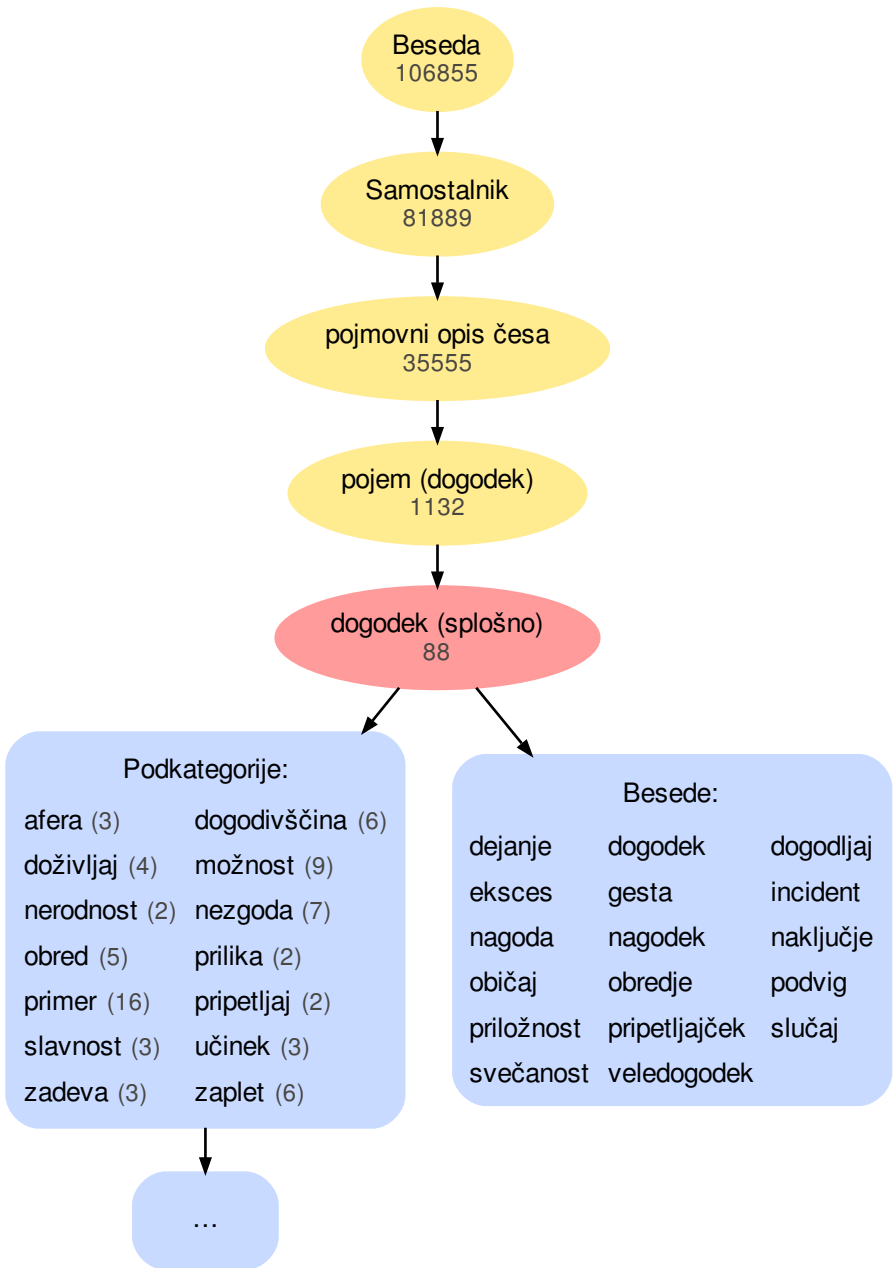 Beseda
106855
Samostalnik
81889
pojmovni opis česa
35555
pojem (dogodek)
1132
dogodek (splošno)
88
Podkategorije:
afera (3) dogodivščina (6)
doživljaj (4) možnost (9)
nerodnost (2) nezgoda (7)
obred (5) prilika (2)
primer (16) pripetljaj (2)
slavnost (3) učinek (3)
zadeva (3) zaplet (6)
Besede:
dejanje dogodek dogodljaj
eksces gesta incident
nagoda nagodek naključje
običaj obredje podvig
priložnost pripetljajček slučaj
svečanost veledogodek
...